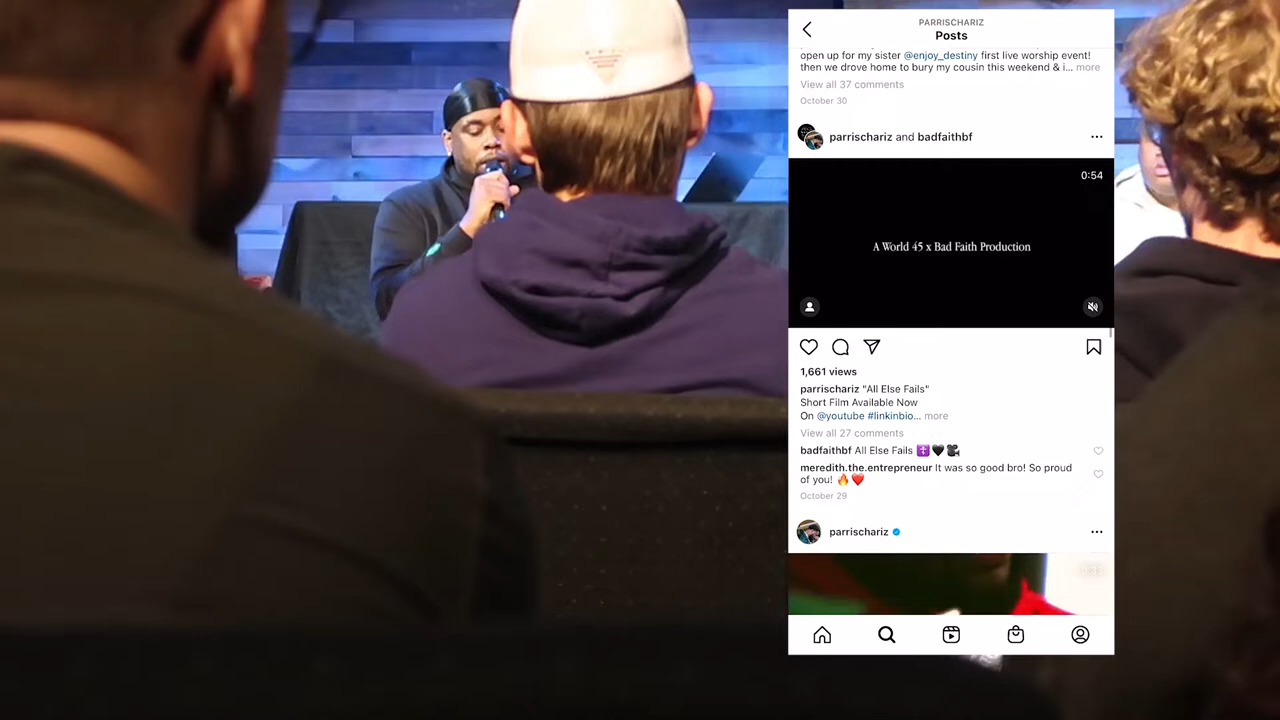 PARRISCHARIZ
Posts
open up for my sister @enjoy_destiny first live worship event!
then we drove home to bury my cousin this weekend & i... more
View all 37 comments
October 30
parrischariz and badfaithbf
0:54
A World 45 x Bad Faith Production
1,661 views
parrischariz "All Else Fails"
Short Film Available Now
On @youtube #linkinbio... more
View all 27 comments
badfaithbf All Else Fails ✝️🖤🎥
meredith.the.entrepreneur It was so good bro! So proud
of you! 🔥❤️
October 29
parrischariz